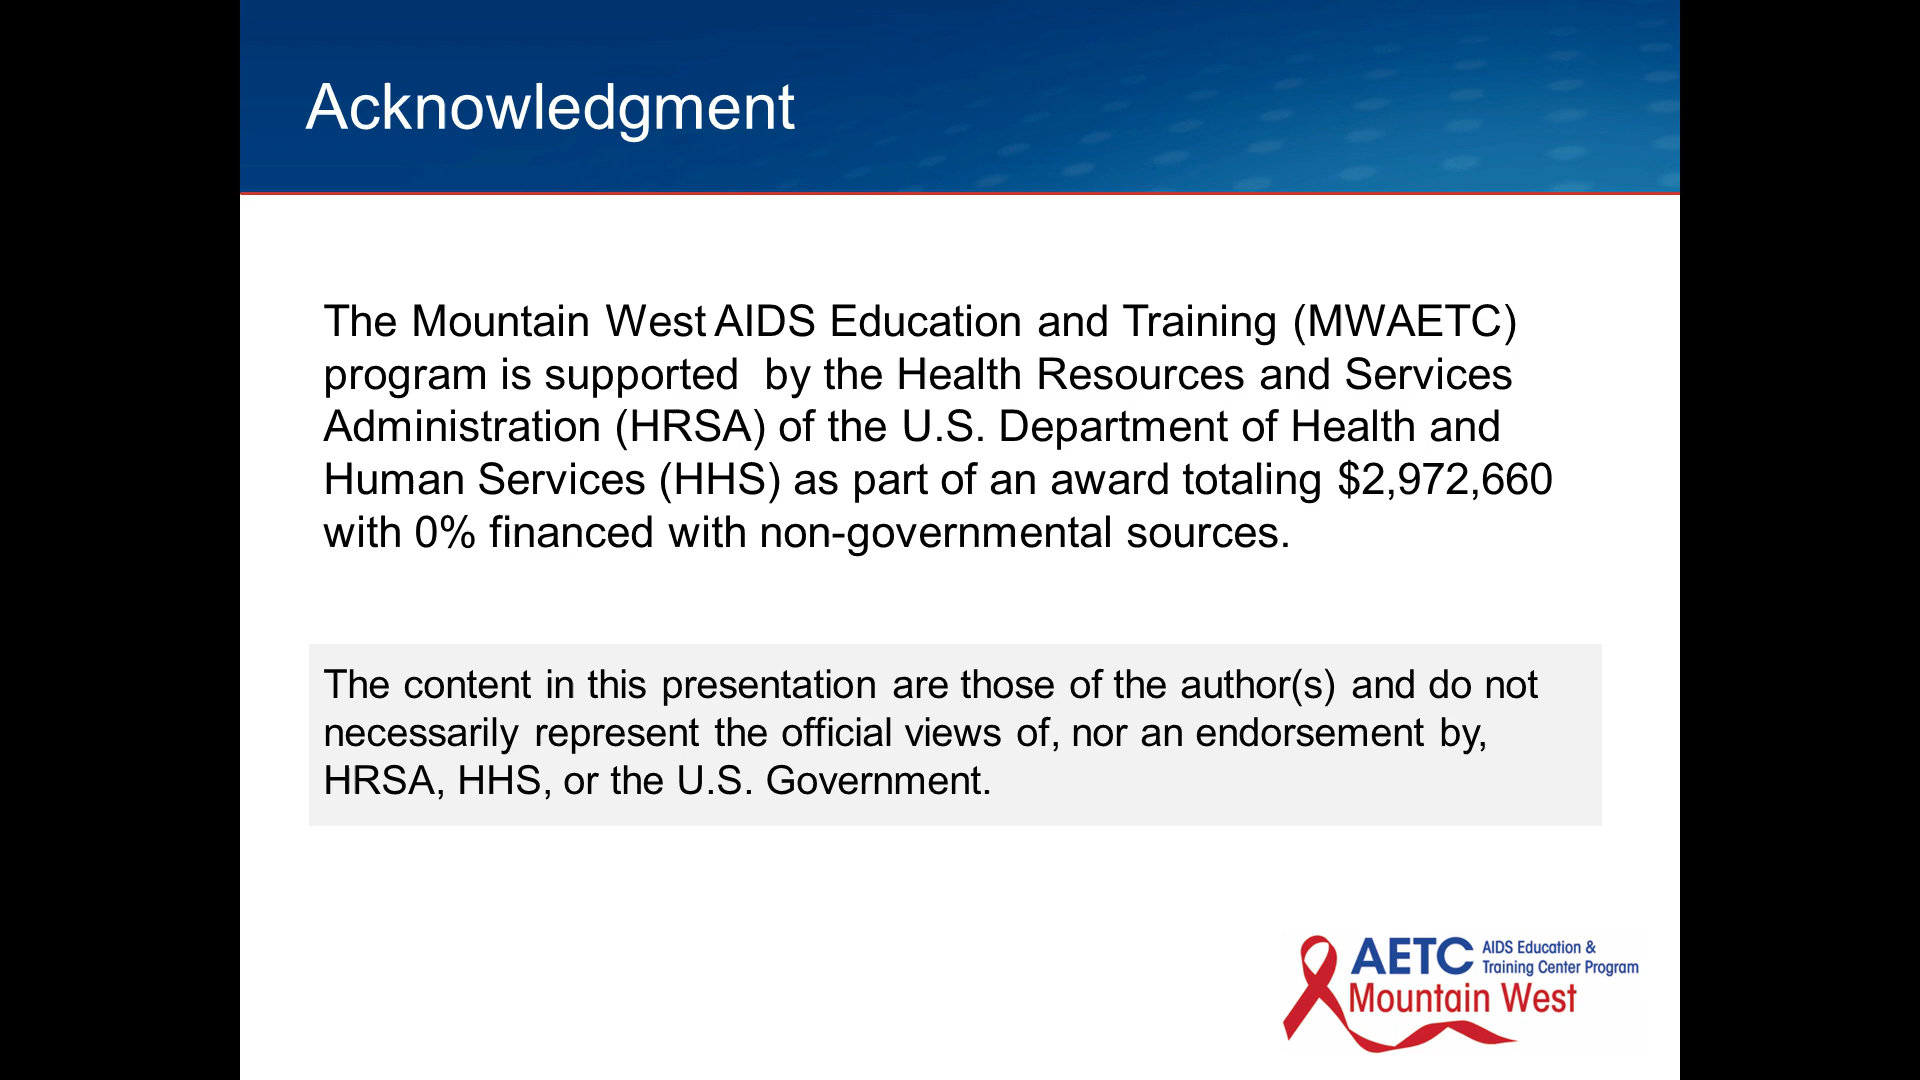 Acknowledgment
The Mountain West AIDS Education and Training (MWAETC)
program is supported  by the Health Resources and Services
Administration (HRSA) of the U.S. Department of Health and
Human Services (HHS) as part of an award totaling $2,972,660
with 0% financed with non-governmental sources.
The content in this presentation are those of the author(s) and do not
necessarily represent the official views of, nor an endorsement by,
HRSA, HHS, or the U.S. Government.
AETC AIDS Education &
Training Center Program
Mountain West